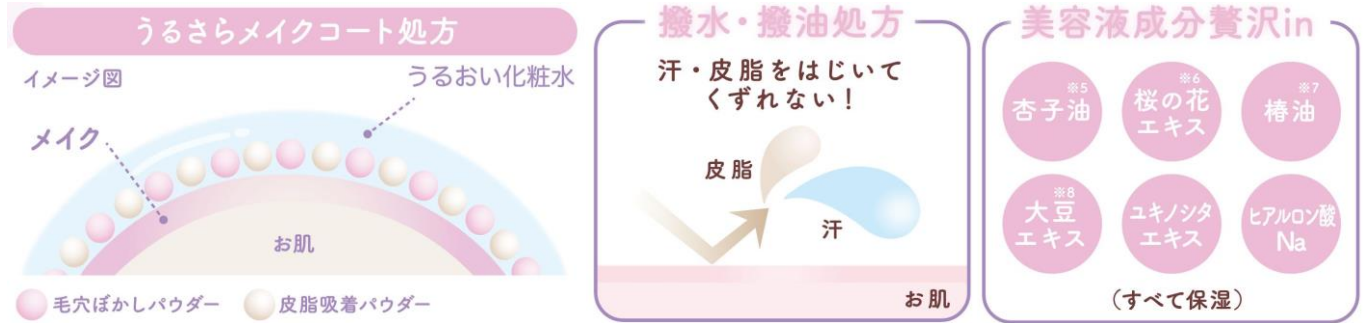 うるさらメイクコート処方
イメージ図
うるおい化粧水
メイク
お肌
毛穴ぼかしパウダー
皮脂吸着パウダー
撥水・撥油処方
汗・皮脂をはじいて
くずれない！
皮脂
汗
お肌
美容液成分贅沢in
※5
杏子油
※6
桜の花
エキス
※7
椿油
※8
大豆
エキス
ユキノシタ
エキス
ヒアルロン酸
Na
(すべて保湿)